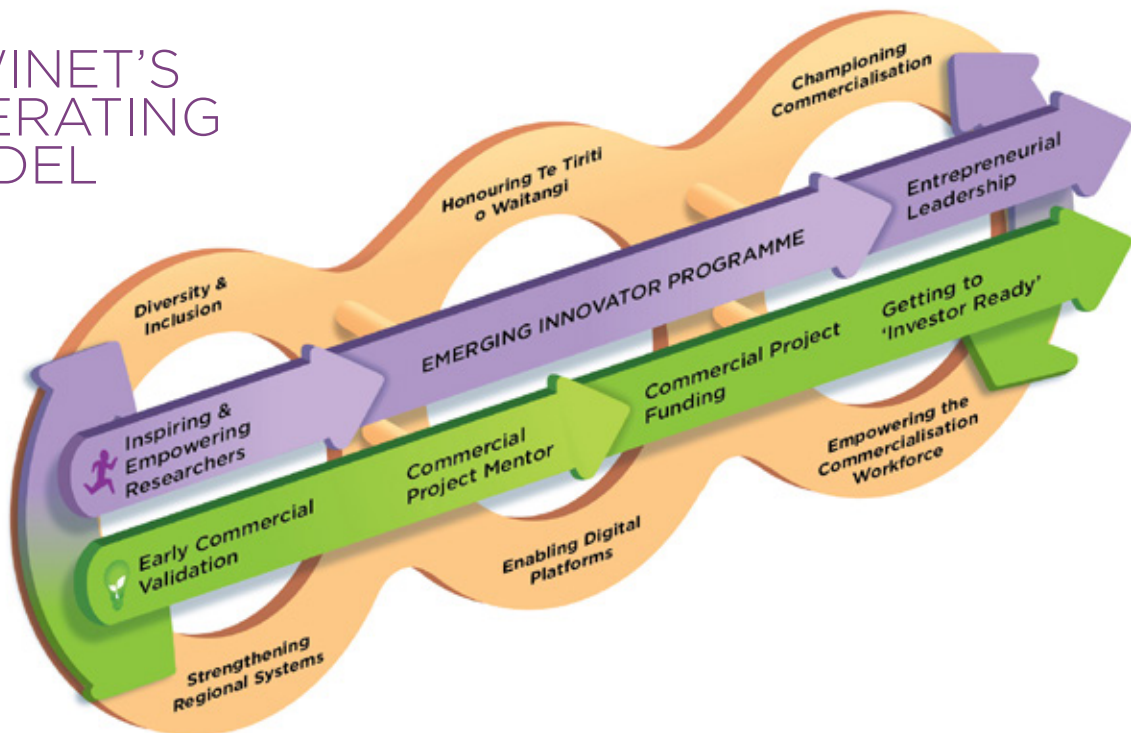 WINET'S
ERATING
DEL
Championing
Commercialisation
Honouring Te Tiriti
o Waitangi
Diversity &
Inclusion
Inspiring &
Empowering
Researchers
EMERGING INNOVATOR PROGRAMME
Entrepreneurial
Leadership
Early Commercial
Validation
Commercial
Project Mentor
Commercial Project
Funding
Getting to
‘Investor Ready’
Strengthening
Regional Systems
Enabling Digital
Platforms
Empowering the
Commercialisation
Workforce